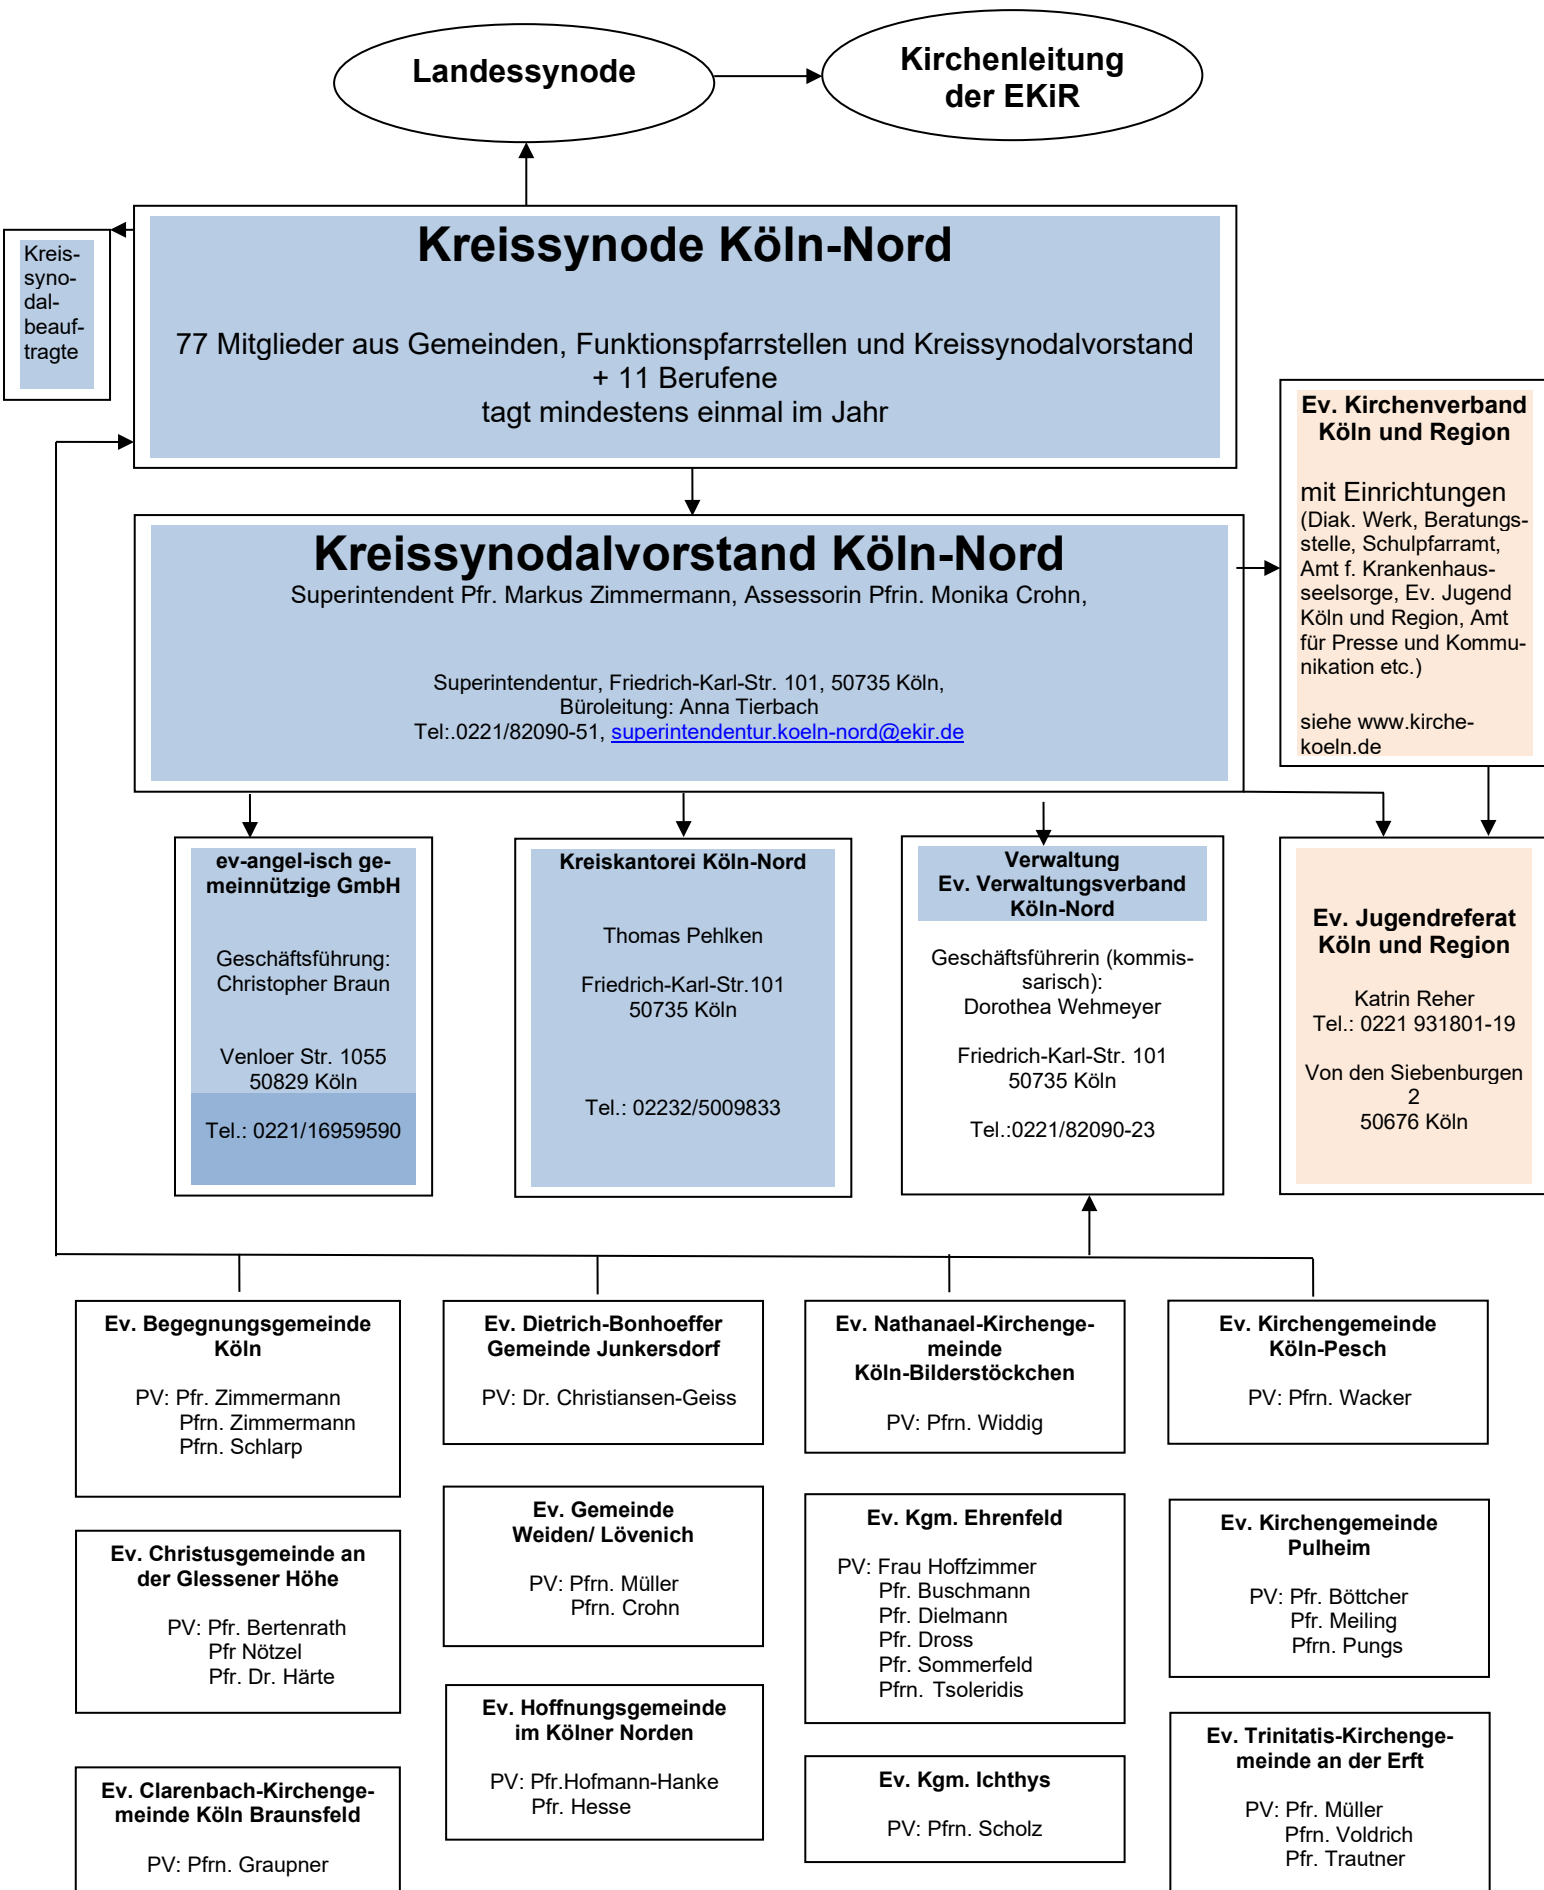 Landessynode
Kirchenleitung
der EKiR
Kreis-
syno-
dal-
beauf-
tragte
Kreissynode Köln-Nord
77 Mitglieder aus Gemeinden, Funktionspfarrstellen und Kreissynodalvorstand
+ 11 Berufene
tagt mindestens einmal im Jahr
Ev. Kirchenverband
Köln und Region
mit Einrichtungen
(Diak. Werk, Beratungs-
stelle, Schulpfarramt,
Amt f. Krankenhaus-
seelsorge, Ev. Jugend
Köln und Region, Amt
für Presse und Kommu-
nikation etc.)
siehe www.kirche-
koeln.de
Kreissynodalvorstand Köln-Nord
Superintendent Pfr. Markus Zimmermann, Assessorin Pfrin. Monika Crohn,
Superintendentur, Friedrich-Karl-Str. 101, 50735 Köln,
Büroleitung: Anna Tierbach
Tel:.0221/82090-51, superintendentur.koeln-nord@ekir.de
ev-angel-isch ge-
meinnützige GmbH
Geschäftsführung:
Christopher Braun
Venloer Str. 1055
50829 Köln
Tel.: 0221/16959590
Kreiskantorei Köln-Nord
Thomas Pehlken
Friedrich-Karl-Str.101
50735 Köln
Tel.: 02232/5009833
Verwaltung
Ev. Verwaltungsverband
Köln-Nord
Geschäftsführerin (kommis-
sarisch):
Dorothea Wehmeyer
Friedrich-Karl-Str. 101
50735 Köln
Tel.:0221/82090-23
Ev. Jugendreferat
Köln und Region
Katrin Reher
Tel.: 0221 931801-19
Von den Siebenburgen
2
50676 Köln
Ev. Begegnungsgemeinde
Köln
PV: Pfr. Zimmermann
Pfrn. Zimmermann
Pfrn. Schlarp
Ev. Dietrich-Bonhoeffer
Gemeinde Junkersdorf
PV: Dr. Christiansen-Geiss
Ev. Nathanael-Kirchenge-
meinde
Köln-Bilderstöckchen
PV: Pfrn. Widdig
Ev. Kirchengemeinde
Köln-Pesch
PV: Pfrn. Wacker
Ev. Christusgemeinde an
der Glessener Höhe
PV: Pfr. Bertenrath
Pfr Nötzel
Pfr. Dr. Härte
Ev. Gemeinde
Weiden/ Lövenich
PV: Pfrn. Müller
Pfrn. Crohn
Ev. Kgm. Ehrenfeld
PV: Frau Hoffzimmer
Pfr. Buschmann
Pfr. Dielmann
Pfr. Dross
Pfr. Sommerfeld
Pfrn. Tsoleridis
Ev. Kirchengemeinde
Pulheim
PV: Pfr. Böttcher
Pfr. Meiling
Pfrn. Pungs
Ev. Clarenbach-Kirchenge-
meinde Köln Braunsfeld
PV: Pfrn. Graupner
Ev. Hoffnungsgemeinde
im Kölner Norden
PV: Pfr.Hofmann-Hanke
Pfr. Hesse
Ev. Kgm. Ichthys
PV: Pfrn. Scholz
Ev. Trinitatis-Kirchenge-
meinde an der Erft
PV: Pfr. Müller
Pfrn. Voldrich
Pfr. Trautner